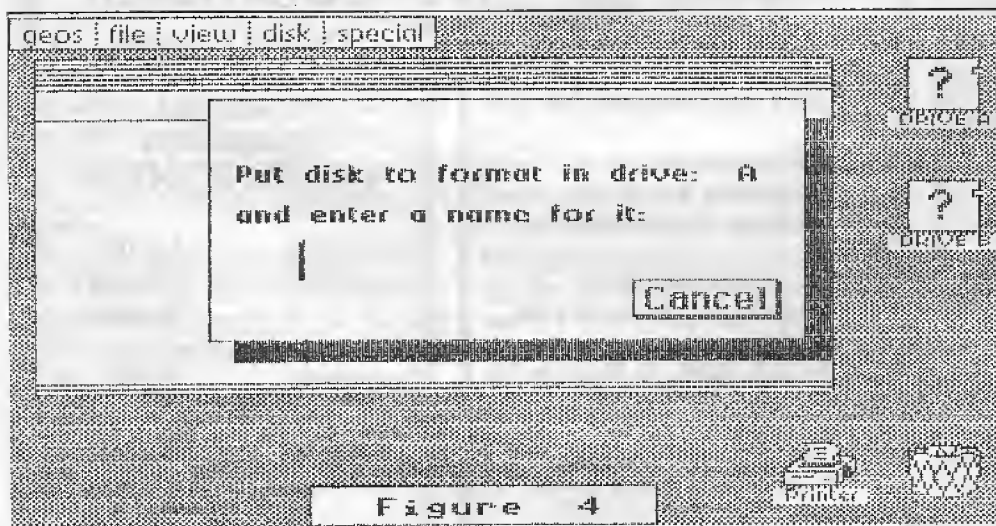 geos file view disk special
?
DRIVE A
Put disk to format in drive: A
and enter a name for it:
?
DRIVE B
Cancel
Printer
Figure 4